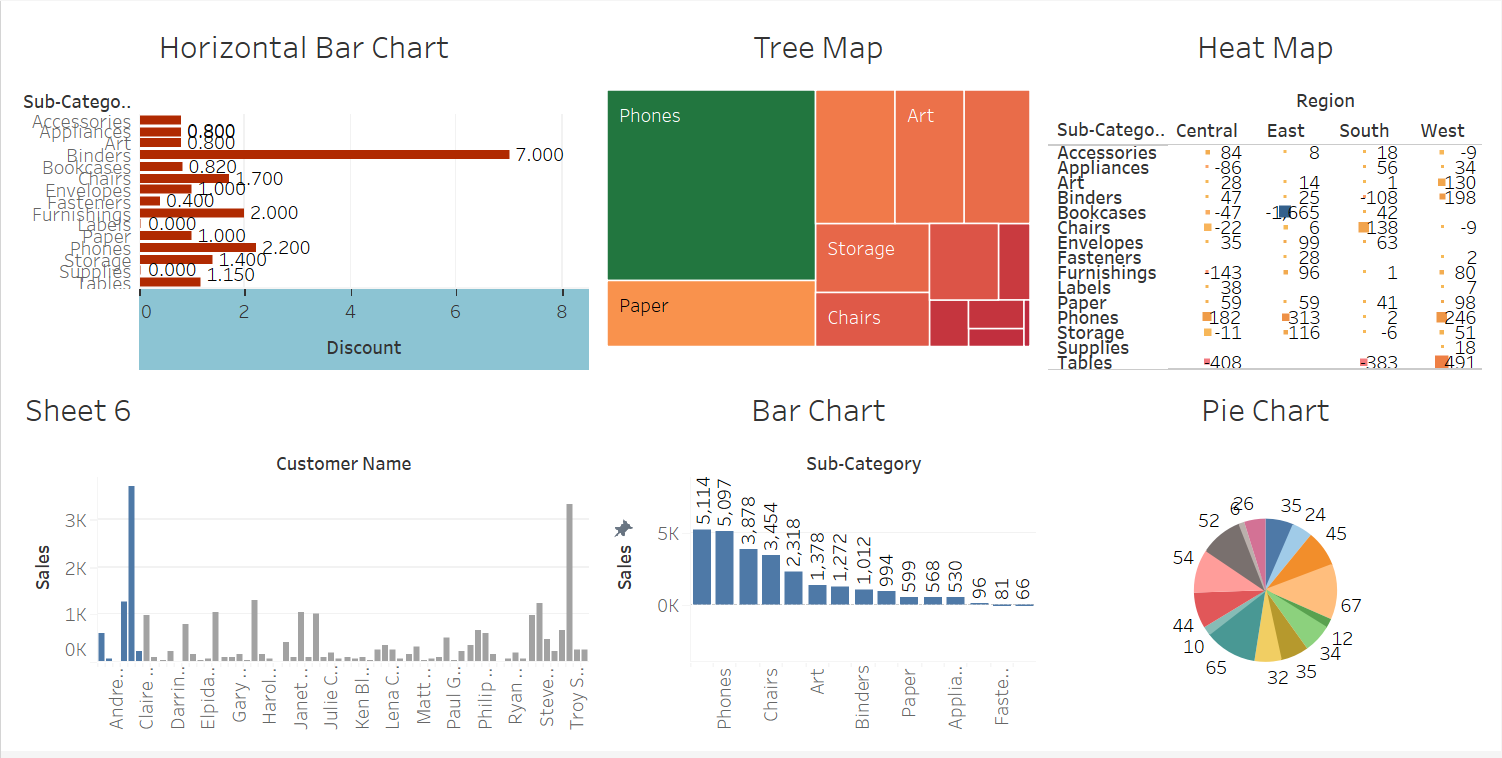 Horizontal Bar Chart
Sub-Catego..
Accessories
Appliances 0.800
Art 0.800
Binders 7.000
Bookcases 0.820
Chairs 1.700
Envelopes 1.000
Fasteners 0.400
Furnishings 2.000
Labels 0.000
Paper 1.000
Phones 2.200
Storage 1.400
Supplies 0.000
Tables 1.150
0 2 4 6 8
Discount
Tree Map
Phones
Art
Storage
Paper
Chairs
Heat Map
Region
Sub-Catego.. Central East South West
Accessories 84 8 18 -9
Appliances -86 56 34
Art 28 14 1 130
Binders 47 25 -108 198
Bookcases -47 -1,665 42
Chairs -22 6 138 -9
Envelopes 35 99 63
Fasteners 28 2
Furnishings -143 96 1 80
Labels 38 7
Paper 59 59 41 98
Phones 182 313 2 246
Storage -11 116 -6 51
Supplies 18
Tables -408 -383 491
Sheet 6
Customer Name
Sales
3K
2K
1K
0K
Andre.. Claire .. Darrin.. Elpida.. Gary .. Harol.. Janet .. Julie C.. Ken Bl.. Lena C.. Matt .. Paul G.. Philip .. Ryan .. Steve.. Troy S..
Bar Chart
Sub-Category
Sales
5K
0K
5,114 5,097 3,878 3,454 2,318 1,378 1,272 1,012 994 599 568 530 96 81 66
Phones Chairs Art Binders Paper Applia.. Faste..
Pie Chart
35
24
45
67
12
34
35
32
65
10
44
54
52
6
26